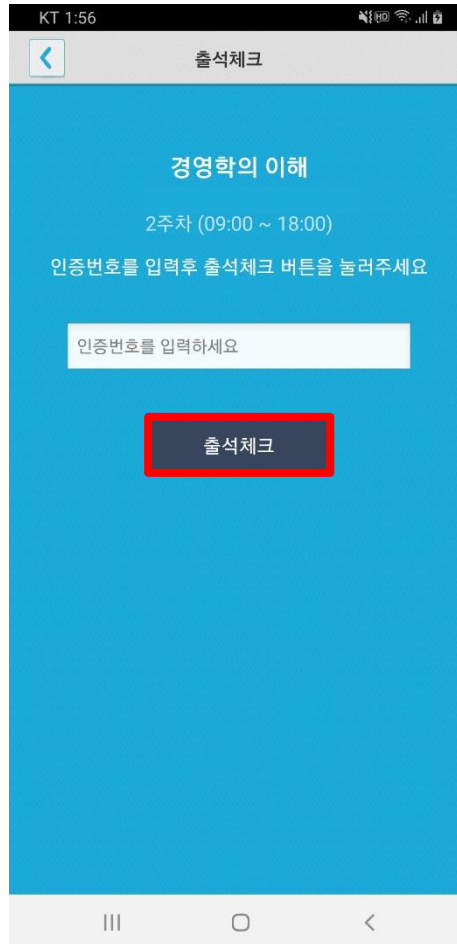 KT 1:56
출석체크
경영학의 이해
2주차 (09:00 ~ 18:00)
인증번호를 입력후 출석체크 버튼을 눌러주세요
인증번호를 입력하세요
출석체크